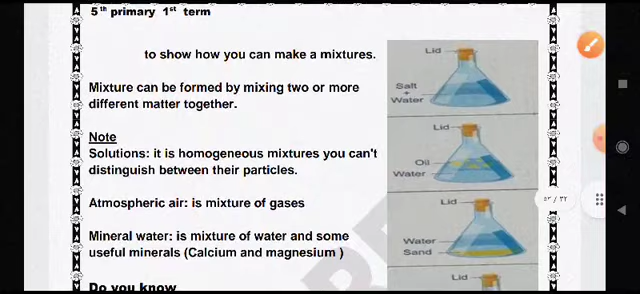 5th primary 1st term
to show how you can make a mixtures.
Mixture can be formed by mixing two or more
different matter together.
Note
Solutions: it is homogeneous mixtures you can't
distinguish between their particles.
Atmospheric air: is mixture of gases
Mineral water: is mixture of water and some
useful minerals (Calcium and magnesium )
Do you know
Lid
Salt
+
Water
Lid
Oil
Water
Lid
Water
Sand
Lid
٥٣ / ٣٢